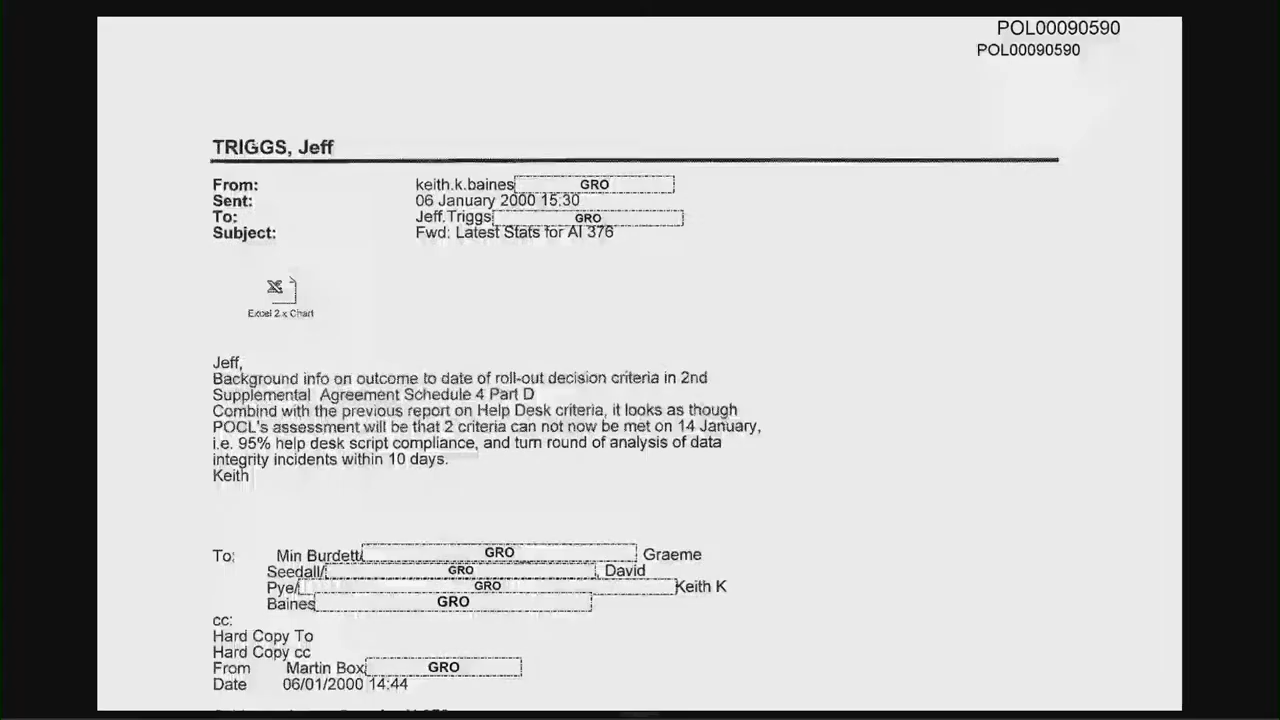 POL00090590
POL00090590
TRIGGS, Jeff
From: keith.k.baines GRO
Sent: 06 January 2000 15:30
To: Jeff.Triggs GRO
Subject: Fwd: Latest Stats for AI 376
Excel 2.x Chart
Jeff,
Background info on outcome to date of roll-out decision criteria in 2nd
Supplemental Agreement Schedule 4 Part D
Combind with the previous report on Help Desk criteria, it looks as though
POCL's assessment will be that 2 criteria can not now be met on 14 January,
i.e. 95% help desk script compliance, and turn round of analysis of data
integrity incidents within 10 days.
Keith
To: Min Burdett/ GRO Graeme
Seedall/ GRO , David
Pye/ GRO Keith K
Baines GRO
cc:
Hard Copy To
Hard Copy cc
From Martin Box GRO
Date 06/01/2000 14:44